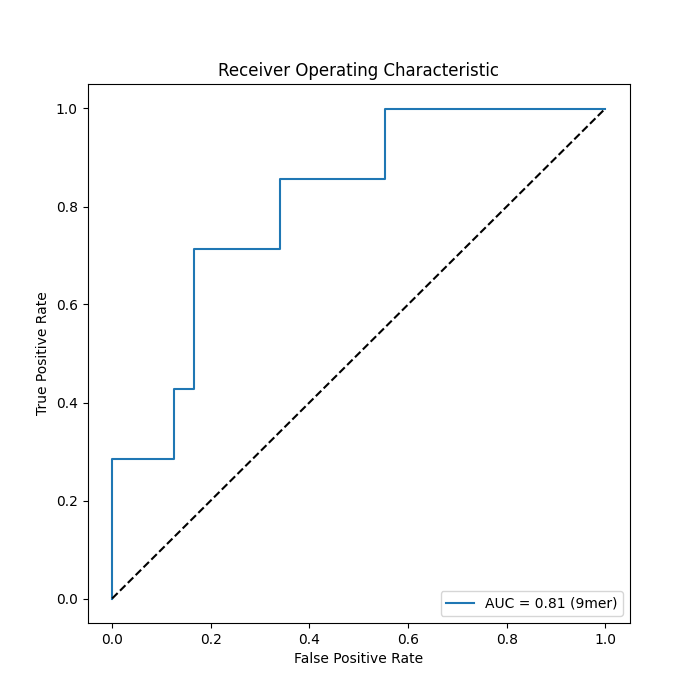 Receiver Operating Characteristic
True Positive Rate
1.0
0.8
0.6
0.4
0.2
0.0
AUC = 0.81 (9mer)
0.0 0.2 0.4 0.6 0.8 1.0
False Positive Rate